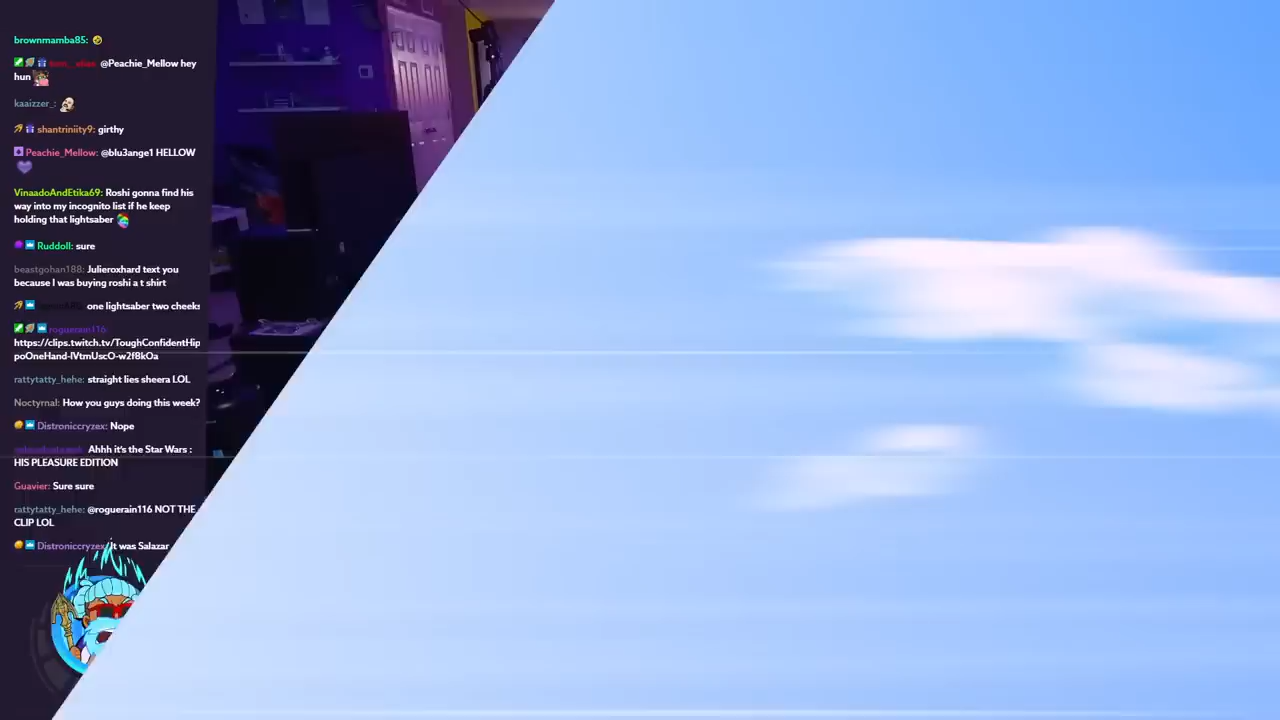 brownmamba85:
@Peachie_Mellow hey
hun
kaaizzer_:
shantriniity9: girthy
Peachie_Mellow: @blu3ange1 HELLOW
VinaadoAndEtika69: Roshi gonna find his
way into my incognito list if he keep
holding that lightsaber
Ruddoll: sure
beastgohan188: Julieroxhard text you
because I was buying roshi a t shirt
one lightsaber two cheeks
roguerain116:
https://clips.twitch.tv/ToughConfidentHip
poOneHand-IVtmUscO-w2f8kOa
rattytatty_hehe: straight lies sheera LOL
Noctyrnal: How you guys doing this week?
Distroniccryzex: Nope
Ahhh it's the Star Wars :
HIS PLEASURE EDITION
Guavier: Sure sure
rattytatty_hehe: @roguerain116 NOT THE
CLIP LOL
Distroniccryzex: It was Salazar